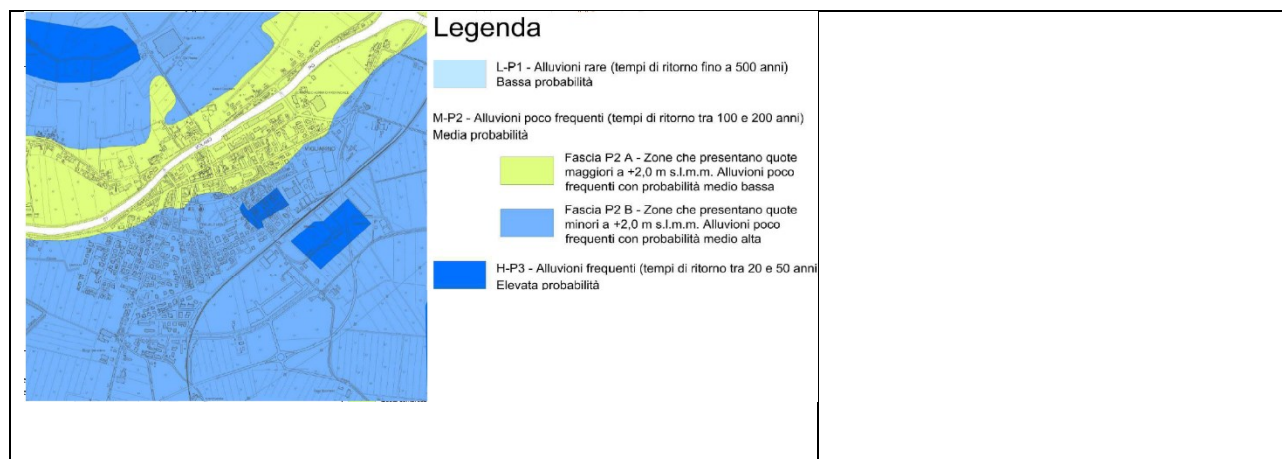 Legenda
L-P1 - Alluvioni rare (tempi di ritorno fino a 500 anni)
Bassa probabilità
M-P2 - Alluvioni poco frequenti (tempi di ritorno tra 100 e 200 anni)
Media probabilità
Fascia P2 A - Zone che presentano quote
maggiori a +2,0 m s.l.m.m. Alluvioni poco
frequenti con probabilità medio bassa
Fascia P2 B - Zone che presentano quote
minori a +2,0 m s.l.m.m. Alluvioni poco
frequenti con probabilità medio alta
H-P3 - Alluvioni frequenti (tempi di ritorno tra 20 e 50 anni
Elevata probabilità